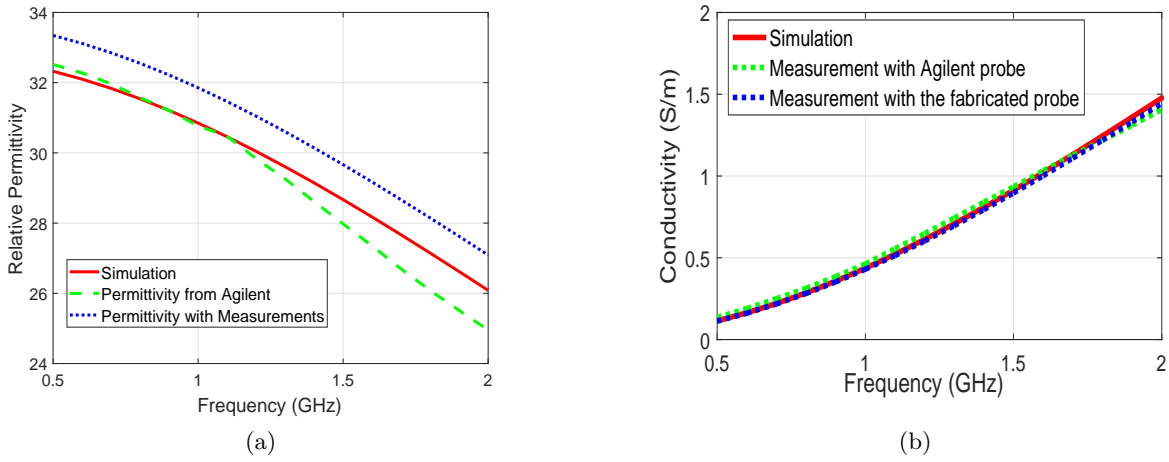 34
32
30
28
26
24
Relative Permittivity
Simulation
Permittivity from Agilent
Permittivity with Measurements
0.5
1
1.5
2
Frequency (GHz)
(a)
2
1.5
1
0.5
0
Conductivity (S/m)
Simulation
Measurement with Agilent probe
Measurement with the fabricated probe
0.5
1
1.5
2
Frequency (GHz)
(b)